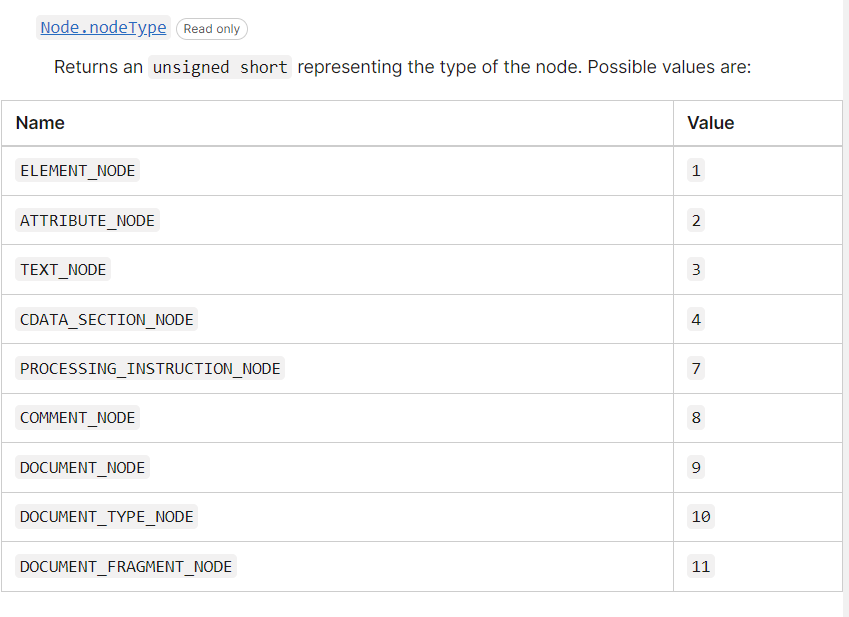 Node.nodeType Read only
Returns an unsigned short representing the type of the node. Possible values are:
Name Value
ELEMENT_NODE 1
ATTRIBUTE_NODE 2
TEXT_NODE 3
CDATA_SECTION_NODE 4
PROCESSING_INSTRUCTION_NODE 7
COMMENT_NODE 8
DOCUMENT_NODE 9
DOCUMENT_TYPE_NODE 10
DOCUMENT_FRAGMENT_NODE 11